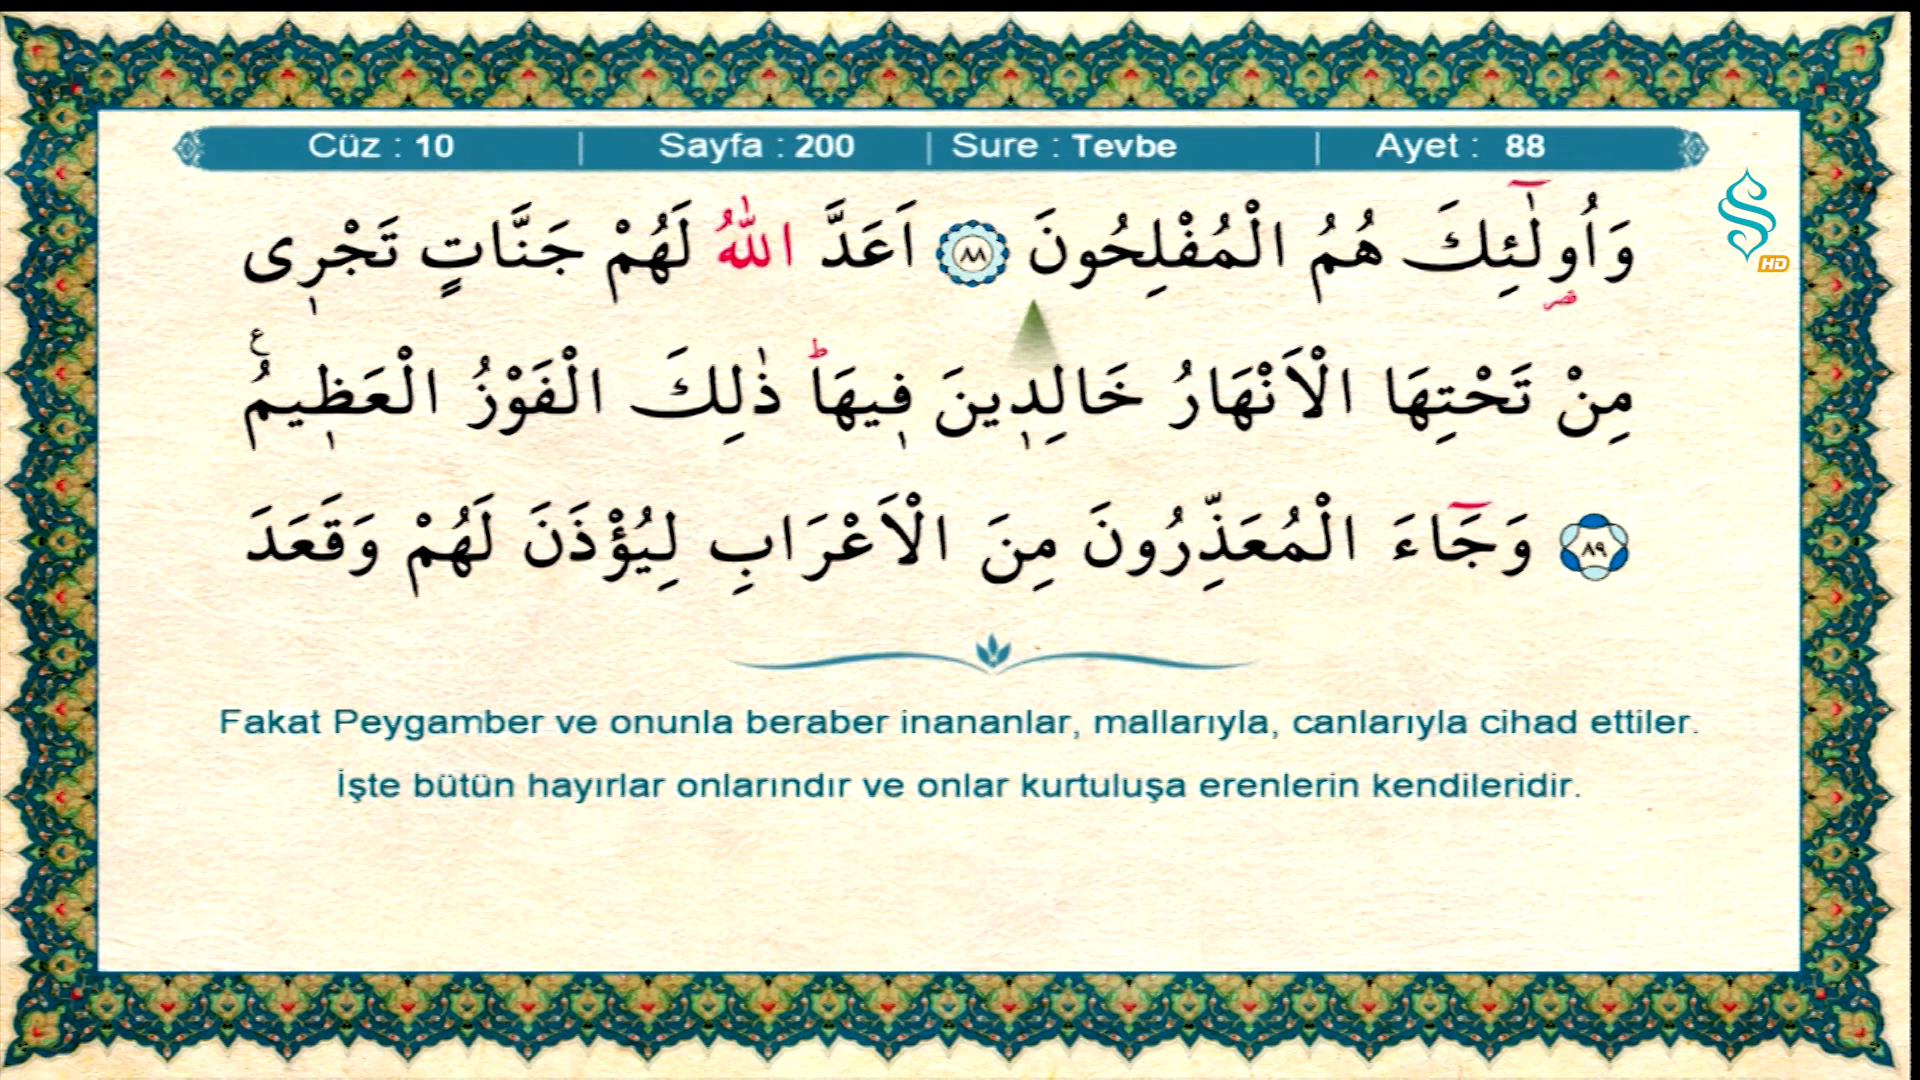 Cüz : 10 | Sayfa : 200 | Sure : Tevbe | Ayet : 88
وَاُو۬لٰٓئِكَ هُمُ الْمُفْلِحُونَ ﴿٨٨﴾ اَعَدَّ اللّٰهُ لَهُمْ جَنَّاتٍ تَجْرٖى
قصر
مِنْ تَحْتِهَا الْاَنْهَارُ خَالِدٖينَ فٖيهَاؕ ذٰلِكَ الْفَوْزُ الْعَظٖيمُ ع
﴿٨٩﴾ وَجَٓاءَ الْمُعَذِّرُونَ مِنَ الْاَعْرَابِ لِيُؤْذَنَ لَهُمْ وَقَعَدَ
Fakat Peygamber ve onunla beraber inananlar, mallarıyla, canlarıyla cihad ettiler.
İşte bütün hayırlar onlarındır ve onlar kurtuluşa erenlerin kendileridir.
HD